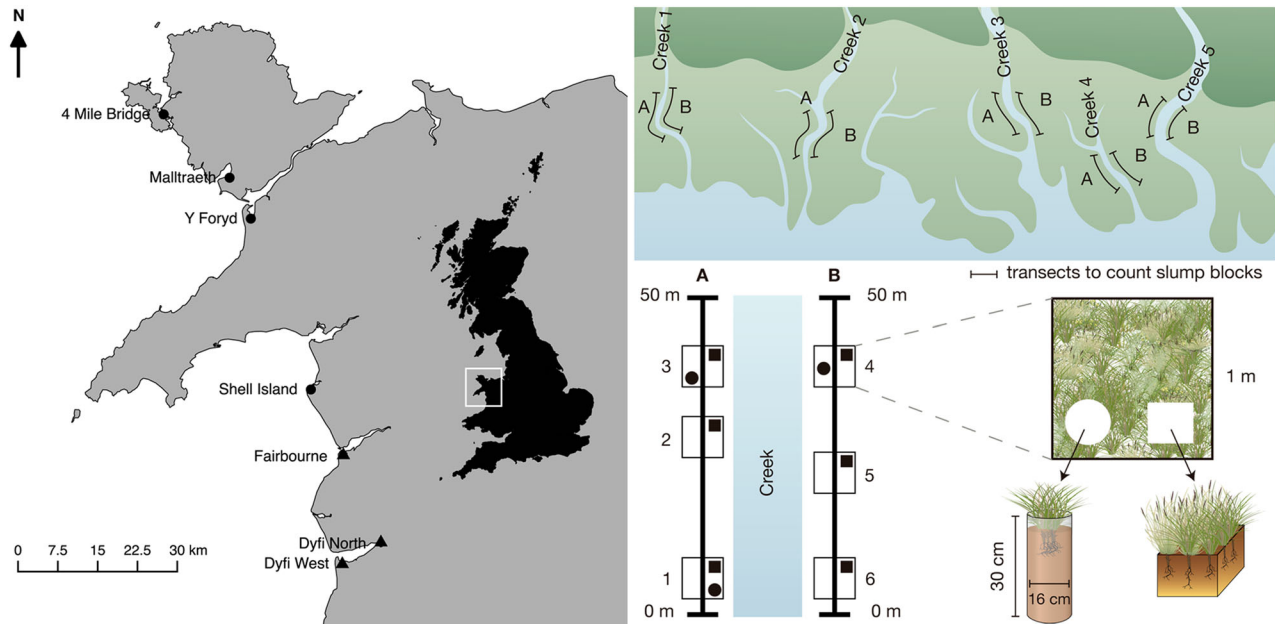 N
4 Mile Bridge
Malltraeth
Y Foryd
Shell Island
Fairbourne
Dyfi North
Dyfi West
0 7.5 15 22.5 30 km
Creek 1
Creek 2
Creek 3
Creek 4
Creek 5
A B
A B
A B
A B
A B
transects to count slump blocks
A B
50 m 50 m
3 4
2
5
1 6
0 m 0 m
Creek
1 m
30 cm
16 cm